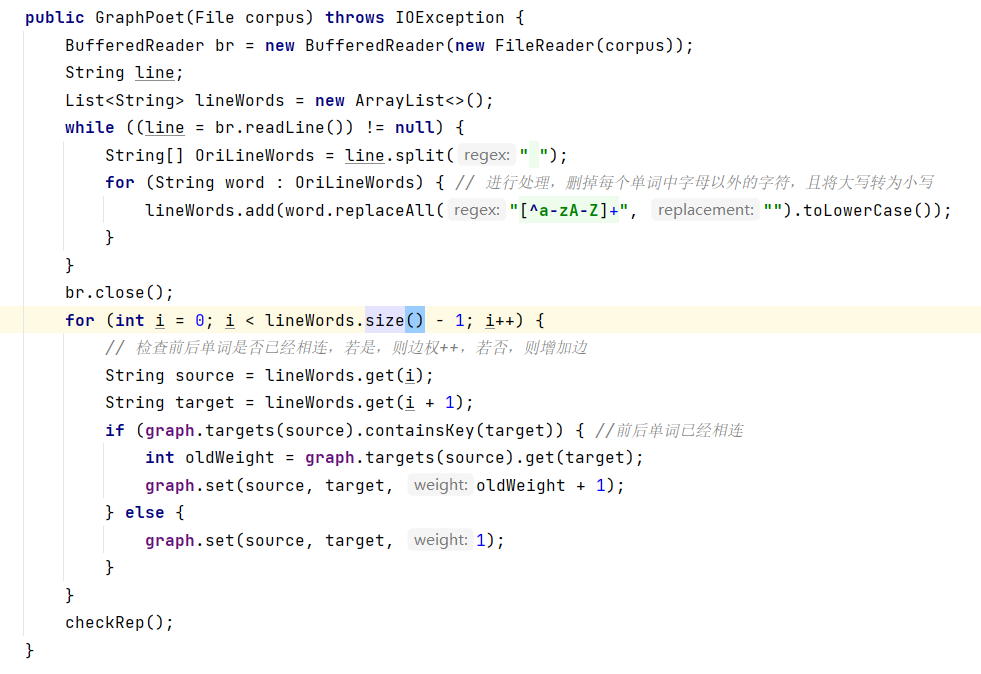 public GraphPoet(File corpus) throws IOException {
    BufferedReader br = new BufferedReader(new FileReader(corpus));
    String line;
    List<String> lineWords = new ArrayList<>();
    while ((line = br.readLine()) != null) {
        String[] OriLineWords = line.split( regex: " ");
        for (String word : OriLineWords) { // 进行处理，删掉每个单词中字母以外的字符，且将大写转为小写
            lineWords.add(word.replaceAll( regex: "[^a-zA-Z]+", replacement: "").toLowerCase());
        }
    }
    br.close();
    for (int i = 0; i < lineWords.size() - 1; i++) {
        // 检查前后单词是否已经相连，若是，则边权++，若否，则增加边
        String source = lineWords.get(i);
        String target = lineWords.get(i + 1);
        if (graph.targets(source).containsKey(target)) { //前后单词已经相连
            int oldWeight = graph.targets(source).get(target);
            graph.set(source, target, weight: oldWeight + 1);
        } else {
            graph.set(source, target, weight: 1);
        }
    }
    checkRep();
}